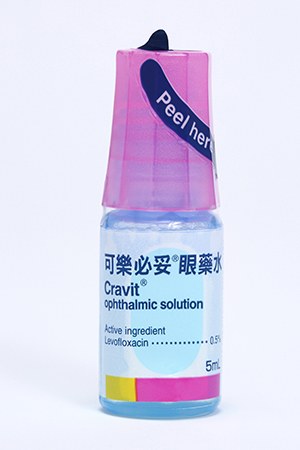 Peel here
可樂必妥®眼藥水
Cravit®
ophthalmic solution
Active ingredient
Levofloxacin ·············· 0.5%
5mL